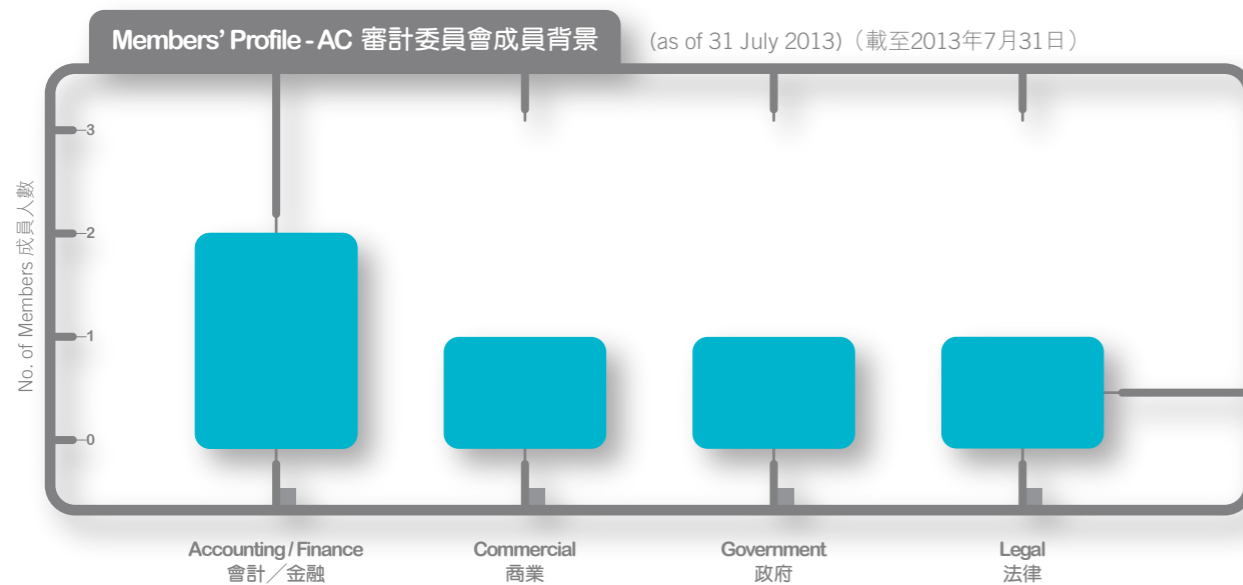 Members' Profile - AC 審計委員會成員背景 (as of 31 July 2013)（載至2013年7月31日）
No. of Members 成員人數
3
2
1
0
Accounting / Finance Commercial Government Legal
會計／金融 商業 政府 法律